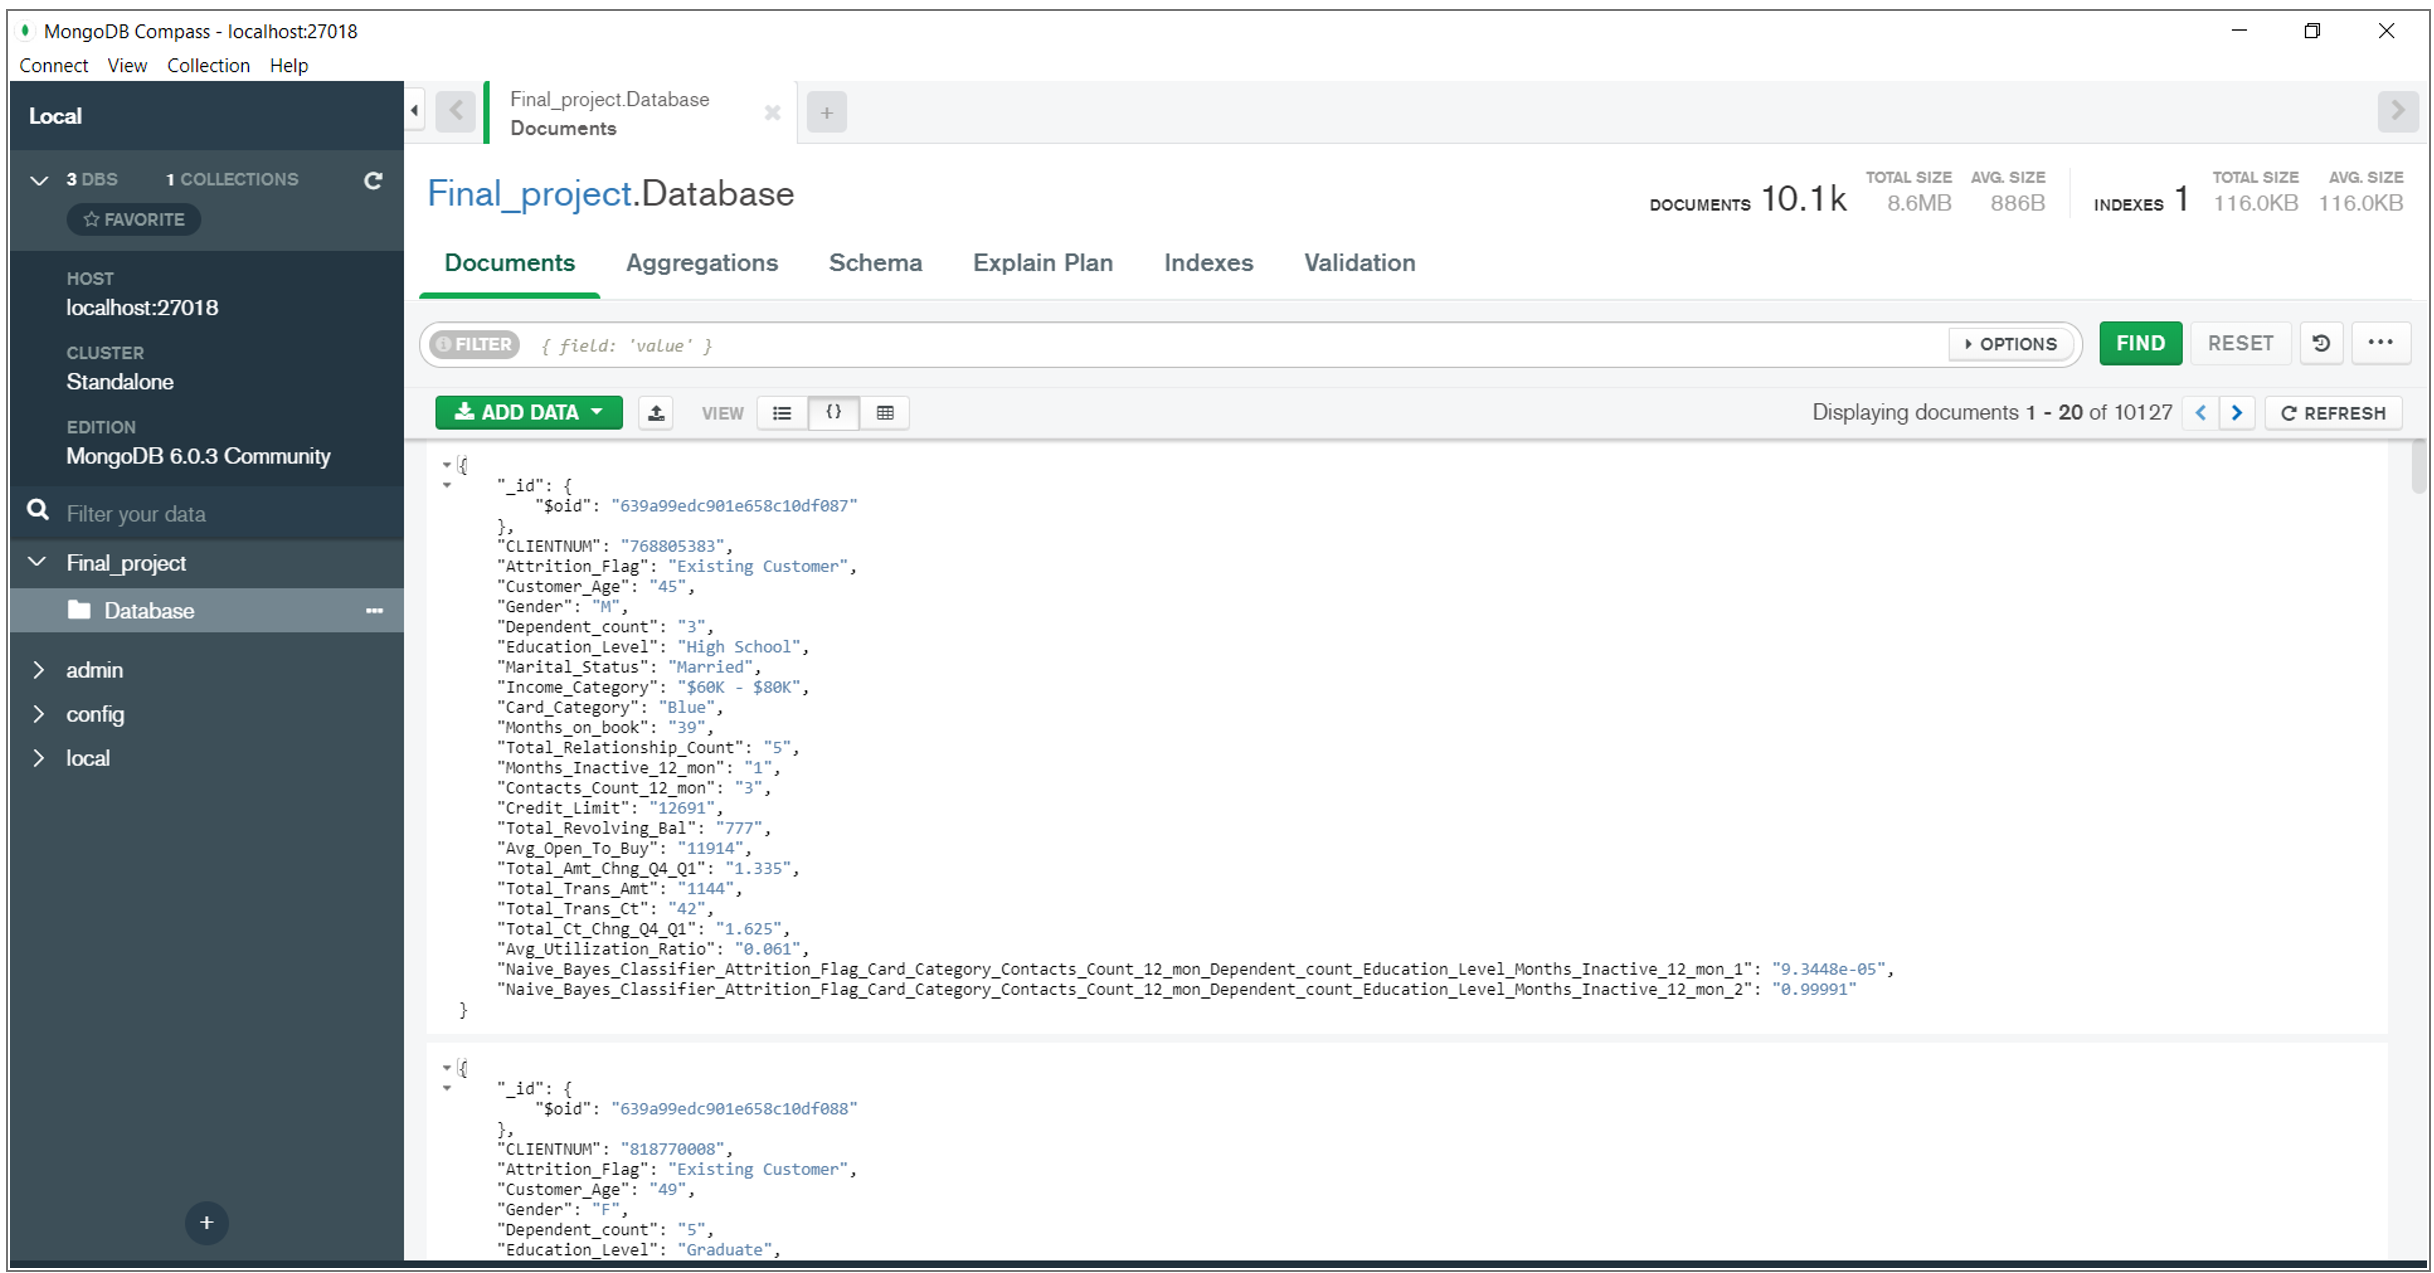 MongoDB Compass - localhost:27018
Connect View Collection Help
Local
3 DBS 1 COLLECTIONS
FAVORITE
HOST
localhost:27018
CLUSTER
Standalone
EDITION
MongoDB 6.0.3 Community
Filter your data
Final_project
Database
admin
config
local
Final_project.Database
Documents
Final_project.Database
DOCUMENTS 10.1k
TOTAL SIZE
8.6MB
AVG. SIZE
886B
INDEXES 1
TOTAL SIZE
116.0KB
AVG. SIZE
116.0KB
Documents Aggregations Schema Explain Plan Indexes Validation
FILTER { field: 'value' } OPTIONS FIND RESET
ADD DATA VIEW {} Displaying documents 1 - 20 of 10127 REFRESH
{
"_id": {
"$oid": "639a99edc901e658c10df087"
},
"CLIENTNUM": "768805383",
"Attrition_Flag": "Existing Customer",
"Customer_Age": "45",
"Gender": "M",
"Dependent_count": "3",
"Education_Level": "High School",
"Marital_Status": "Married",
"Income_Category": "$60K - $80K",
"Card_Category": "Blue",
"Months_on_book": "39",
"Total_Relationship_Count": "5",
"Months_Inactive_12_mon": "1",
"Contacts_Count_12_mon": "3",
"Credit_Limit": "12691",
"Total_Revolving_Bal": "777",
"Avg_Open_To_Buy": "11914",
"Total_Amt_Chng_Q4_Q1": "1.335",
"Total_Trans_Amt": "1144",
"Total_Trans_Ct": "42",
"Total_Ct_Chng_Q4_Q1": "1.625",
"Avg_Utilization_Ratio": "0.061",
"Naive_Bayes_Classifier_Attrition_Flag_Card_Category_Contacts_Count_12_mon_Dependent_count_Education_Level_Months_Inactive_12_mon_1": "9.3448e-05",
"Naive_Bayes_Classifier_Attrition_Flag_Card_Category_Contacts_Count_12_mon_Dependent_count_Education_Level_Months_Inactive_12_mon_2": "0.99991"
}
{
"_id": {
"$oid": "639a99edc901e658c10df088"
},
"CLIENTNUM": "818770008",
"Attrition_Flag": "Existing Customer",
"Customer_Age": "49",
"Gender": "F",
"Dependent_count": "5",
"Education_Level": "Graduate",